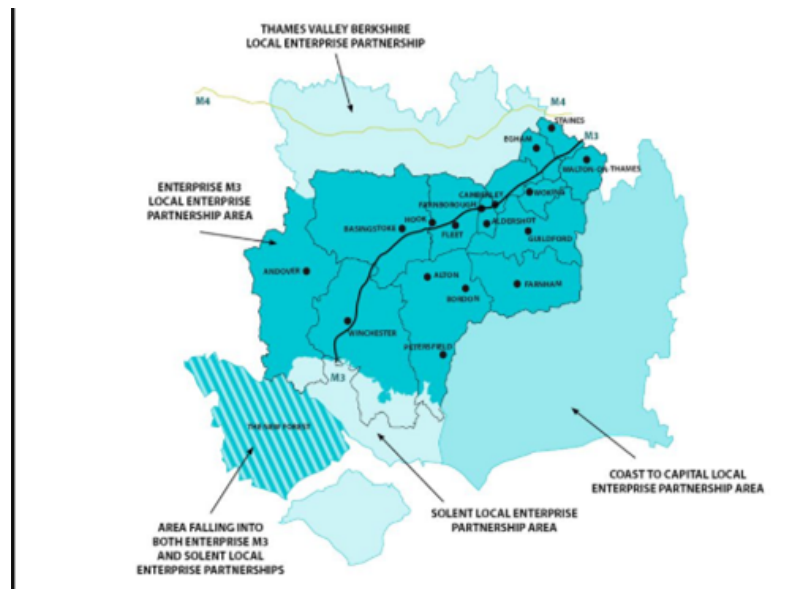 THAMES VALLEY BERKSHIRE
LOCAL ENTERPRISE PARTNERSHIP
M4
M4
STAINES
M3
EGHAM
WALTON-ON-THAMES
ENTERPRISE M3
LOCAL ENTERPRISE
PARTNERSHIP AREA
CAMBERLEY
WOKING
FARNBOROUGH
HOOK
ALDERSHOT
BASINGSTOKE
FLEET
GUILDFORD
ANDOVER
ALTON
FARNHAM
BORDON
WINCHESTER
PETERSFIELD
M3
THE NEW FOREST
COAST TO CAPITAL LOCAL
ENTERPRISE PARTNERSHIP AREA
SOLENT LOCAL ENTERPRISE
PARTNERSHIP AREA
AREA FALLING INTO
BOTH ENTERPRISE M3
AND SOLENT LOCAL
ENTERPRISE PARTNERSHIPS